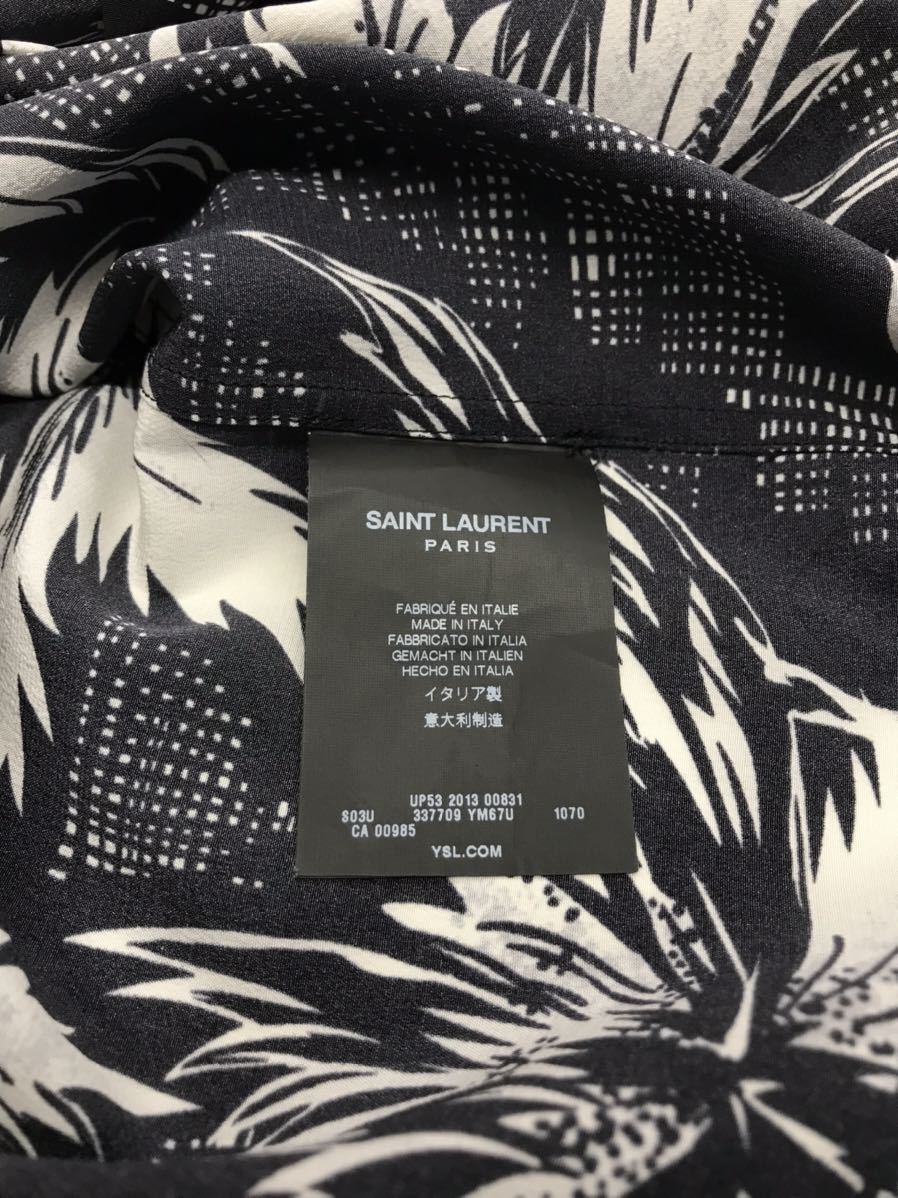 SAINT LAURENT
PARIS
FABRIQUÉ EN ITALIE
MADE IN ITALY
FABBRICATO IN ITALIA
GEMACHT IN ITALIEN
HECHO EN ITALIA
イタリア製
意大利制造
UP53 2013 00831
S03U 337709 YM67U 1070
CA 00985
YSL.COM